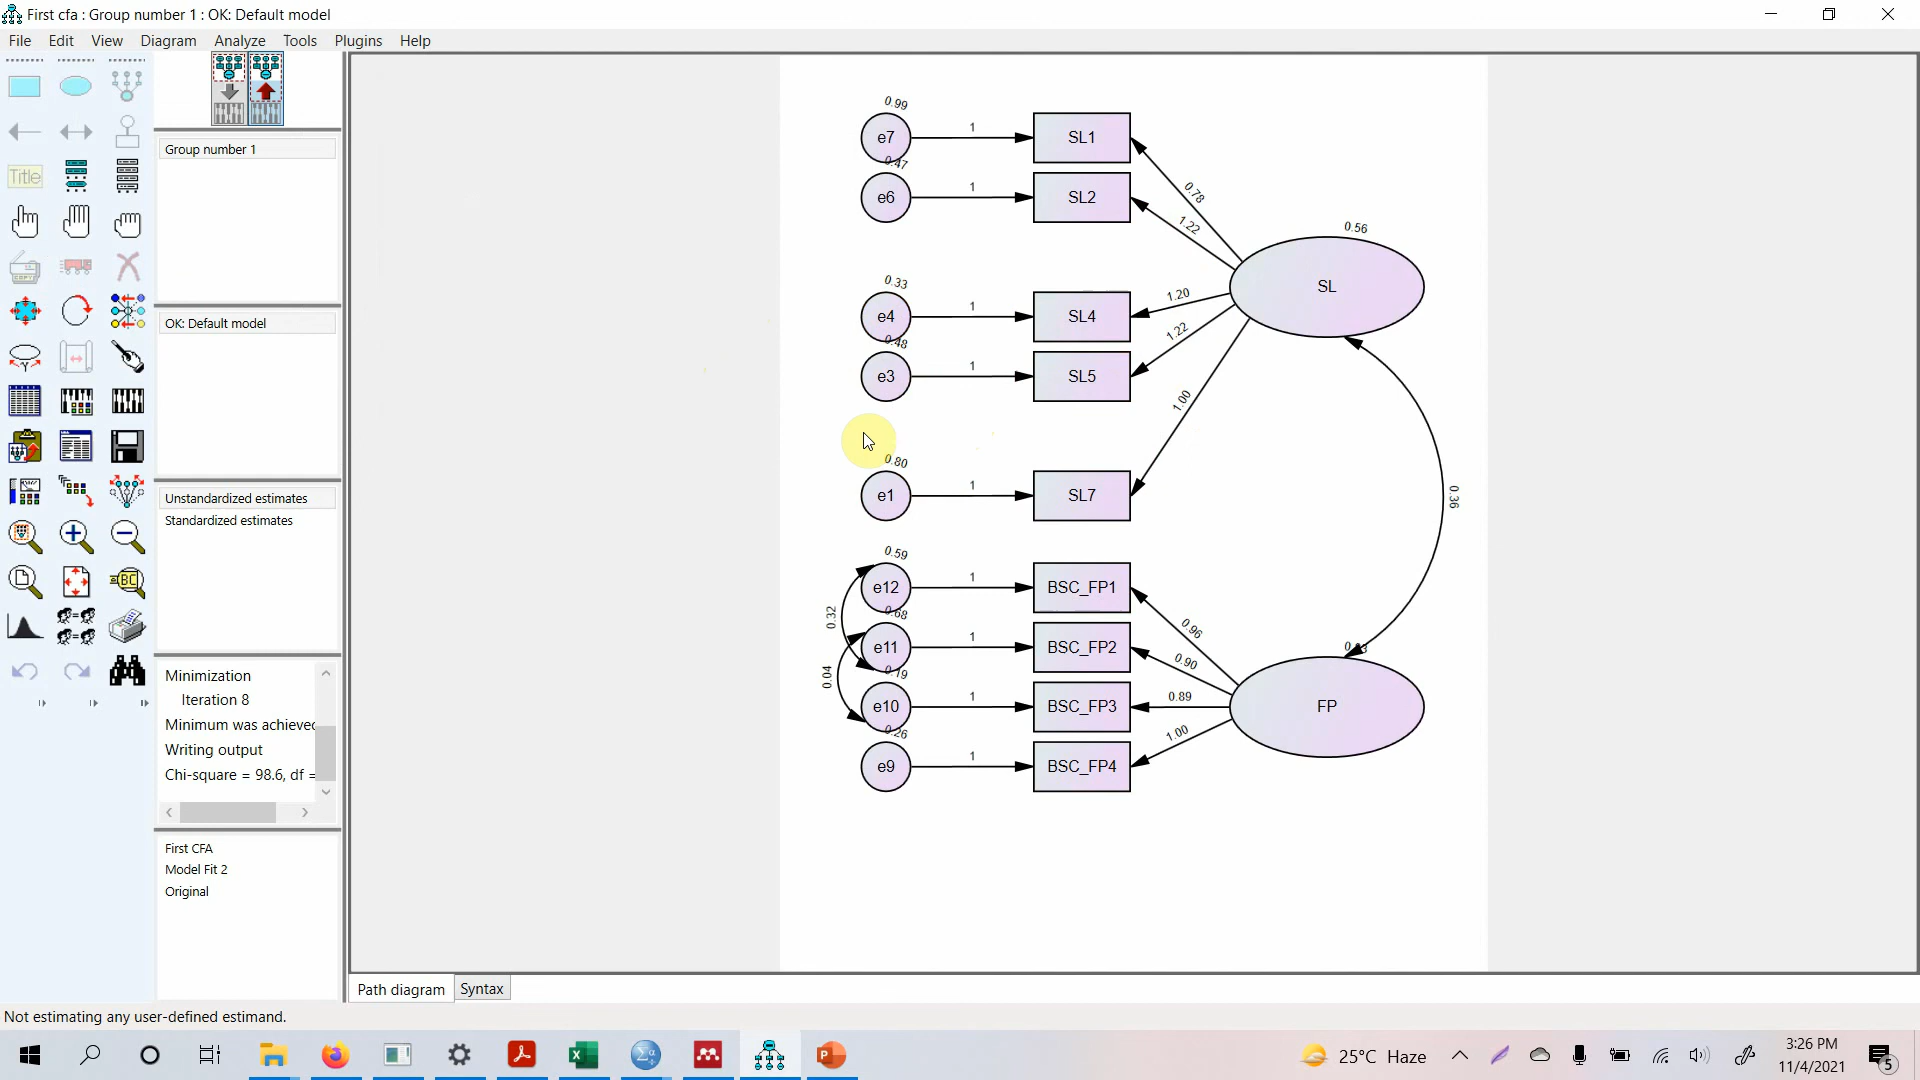 First cfa : Group number 1 : OK: Default model
File Edit View Diagram Analyze Tools Plugins Help
Title
Group number 1
OK: Default model
Unstandardized estimates
Standardized estimates
Minimization
Iteration 8
Minimum was achieved
Writing output
Chi-square = 98.6, df =
First CFA
Model Fit 2
Original
0.99
e7 1 SL1
0.47
e6 1 SL2
0.78
1.22
0.56
SL
0.33
e4 1 SL4
1.20
0.48
e3 1 SL5
1.22
1.00
0.80
e1 1 SL7
0.36
0.59
e12 1 BSC_FP1
0.32
0.68
e11 1 BSC_FP2
0.04
0.19
e10 1 BSC_FP3
0.26
e9 1 BSC_FP4
0.96
0.90
0.89
1.00
FP
Path diagram Syntax
Not estimating any user-defined estimand.
25°C Haze
3:26 PM
11/4/2021
5